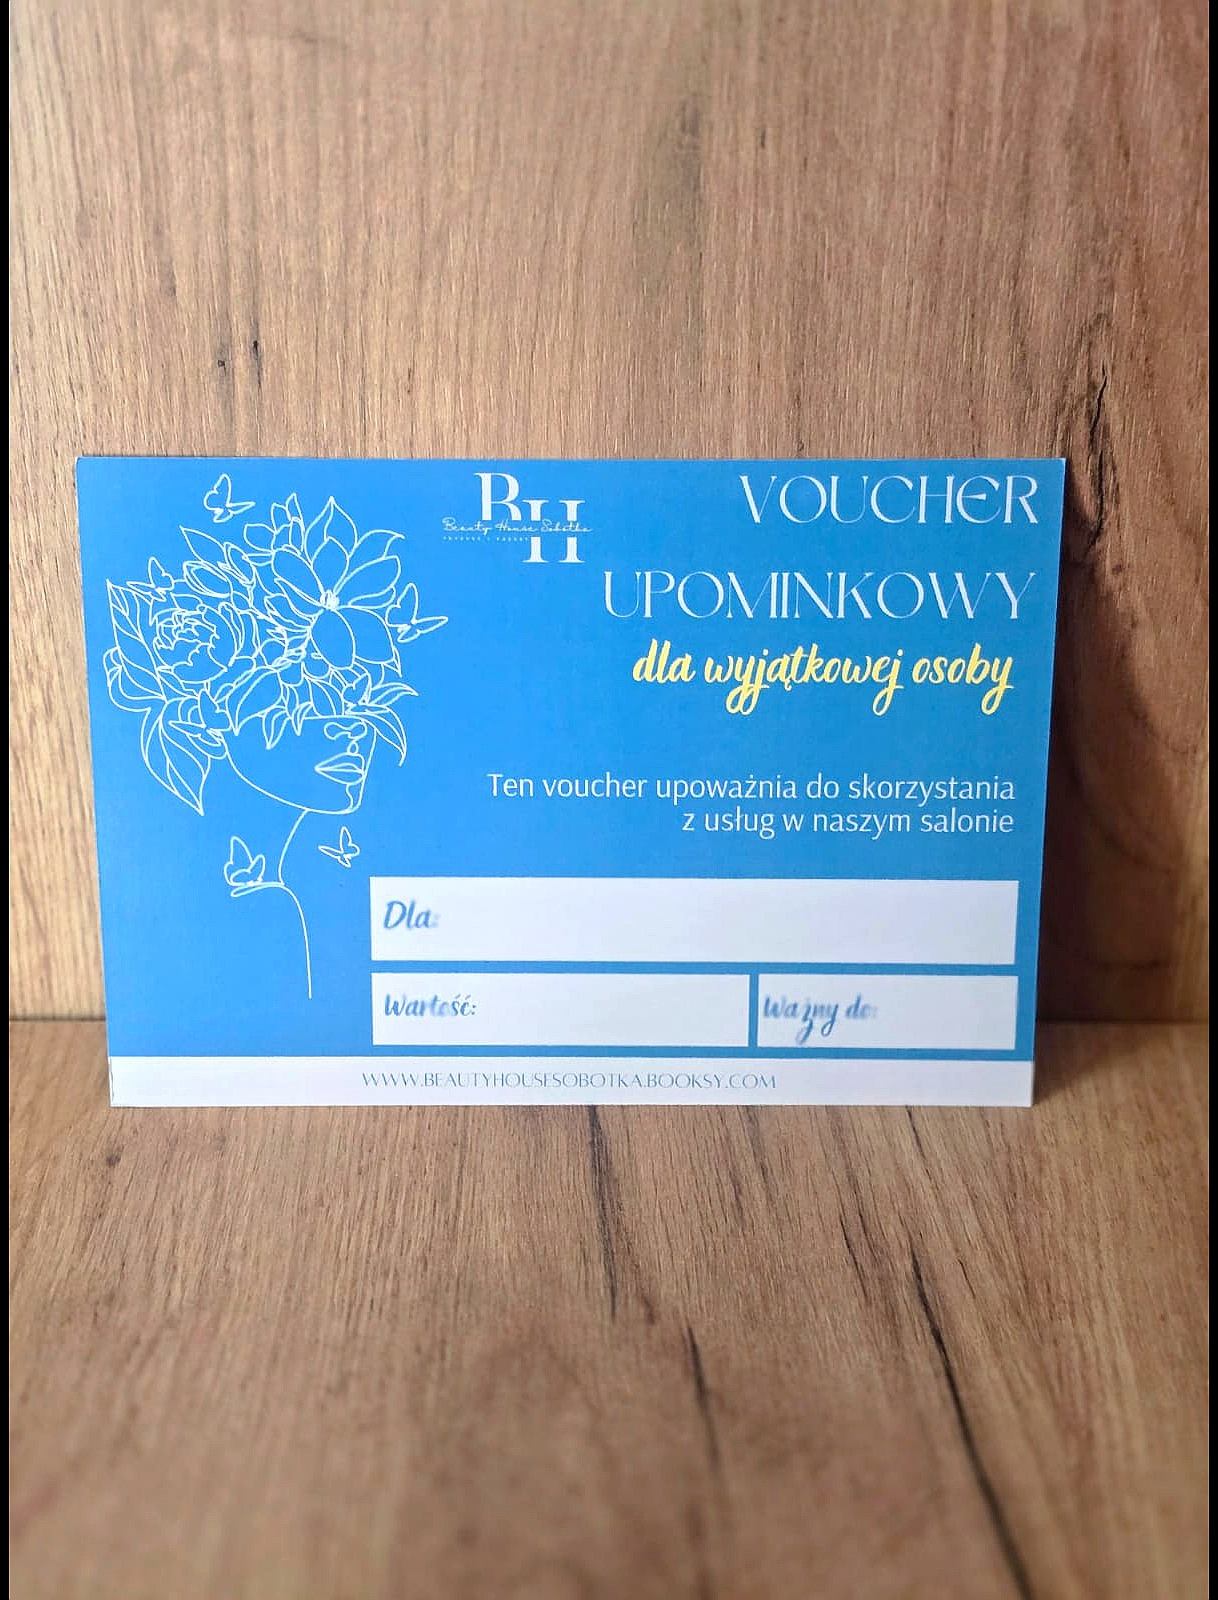 BH
Beauty House Sobotka
VOUCHER
UPOMINKOWY
dla wyjątkowej osoby
Ten voucher upoważnia do skorzystania
z usług w naszym salonie
Dla:
Wartość:
Ważny do:
WWW.BEAUTYHOUSESOBOTKA.BOOKSY.COM